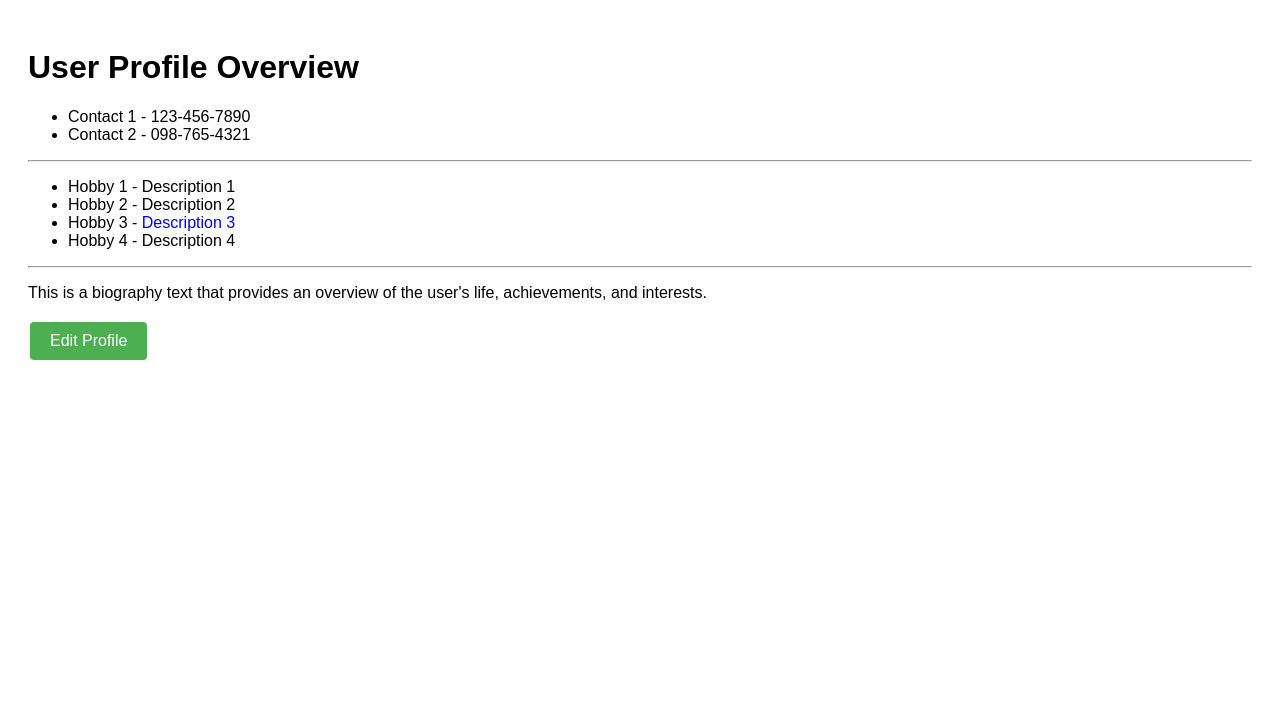 User Profile Overview
Contact 1 - 123-456-7890
Contact 2 - 098-765-4321
Hobby 1 - Description 1
Hobby 2 - Description 2
Hobby 3 - Description 3
Hobby 4 - Description 4
This is a biography text that provides an overview of the user's life, achievements, and interests.
Edit Profile